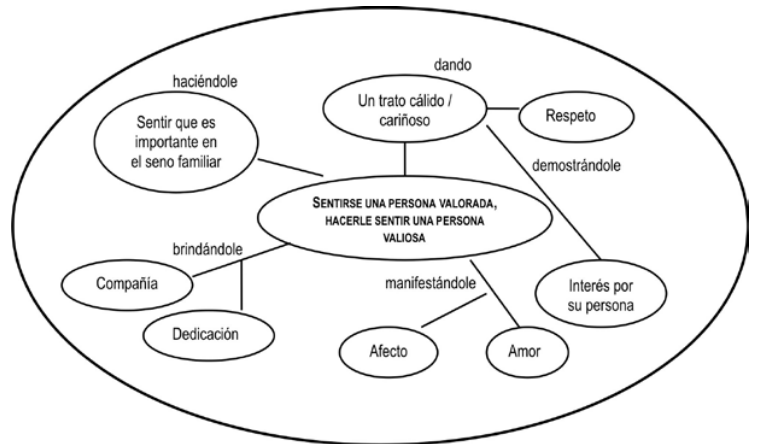 dando
haciéndole
Un trato cálido /
cariñoso
Respeto
Sentir que es
importante en
el seno familiar
demostrándole
SENTIRSE UNA PERSONA VALORADA,
HACERLE SENTIR UNA PERSONA
VALIOSA
brindándole
Compañía
manifestándole
Interés por
su persona
Dedicación
Afecto
Amor